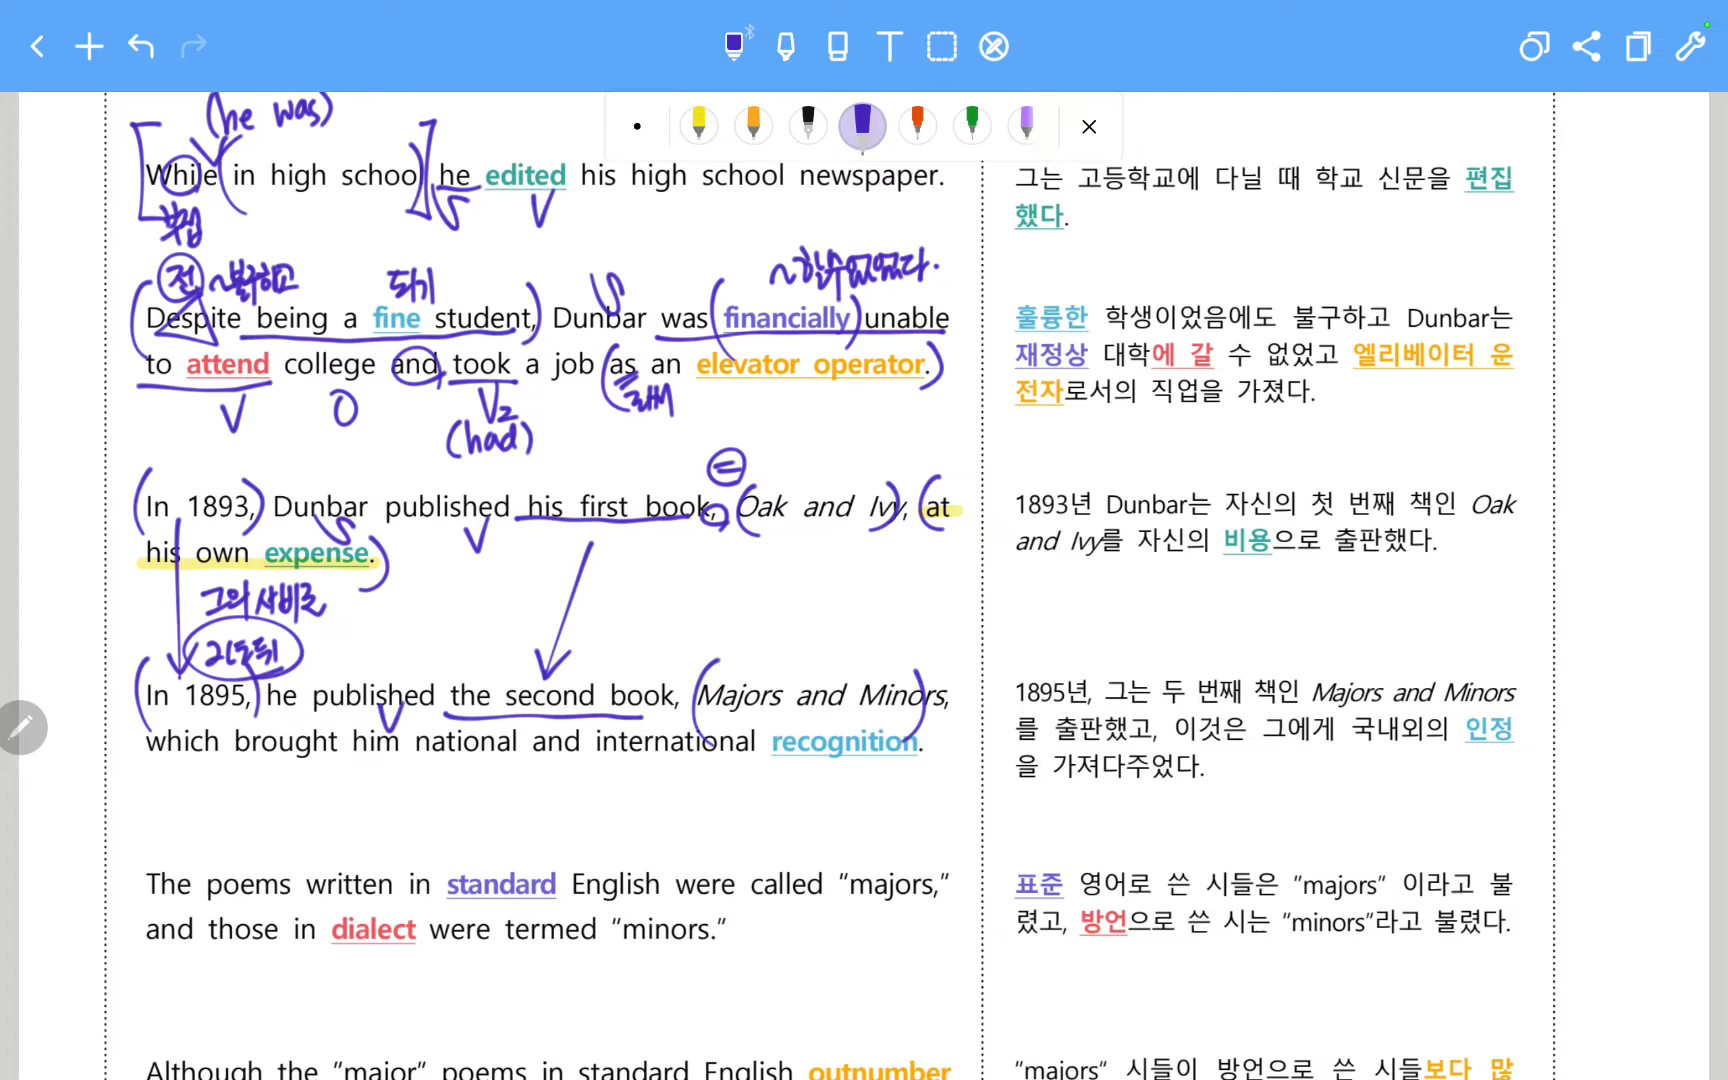 (he was)
While in high school he edited his high school newspaper.
S V
부접
전 ~불구하고 동기 S ~할 수 없었다.
Despite being a fine student, Dunbar was financially unable
to attend college and took a job as an elevator operator.
V O V2 로써
(had)
=
In 1893, Dunbar published his first book, Oak and Ivy, at
S V
his own expense.
그의 사비로
2년 뒤
In 1895, he published the second book, Majors and Minors,
V
which brought him national and international recognition.
The poems written in standard English were called “majors,”
and those in dialect were termed “minors.”
Although the “major” poems in standard English outnumber
그는 고등학교에 다닐 때 학교 신문을 편집
했다.
훌륭한 학생이었음에도 불구하고 Dunbar는
재정상 대학에 갈 수 없었고 엘리베이터 운
전자로서의 직업을 가졌다.
1893년 Dunbar는 자신의 첫 번째 책인 Oak
and Ivy를 자신의 비용으로 출판했다.
1895년, 그는 두 번째 책인 Majors and Minors
를 출판했고, 이것은 그에게 국내외의 인정
을 가져다주었다.
표준 영어로 쓴 시들은 “majors” 이라고 불
렸고, 방언으로 쓴 시는 “minors”라고 불렸다.
“majors” 시들이 방언으로 쓴 시들보다 많